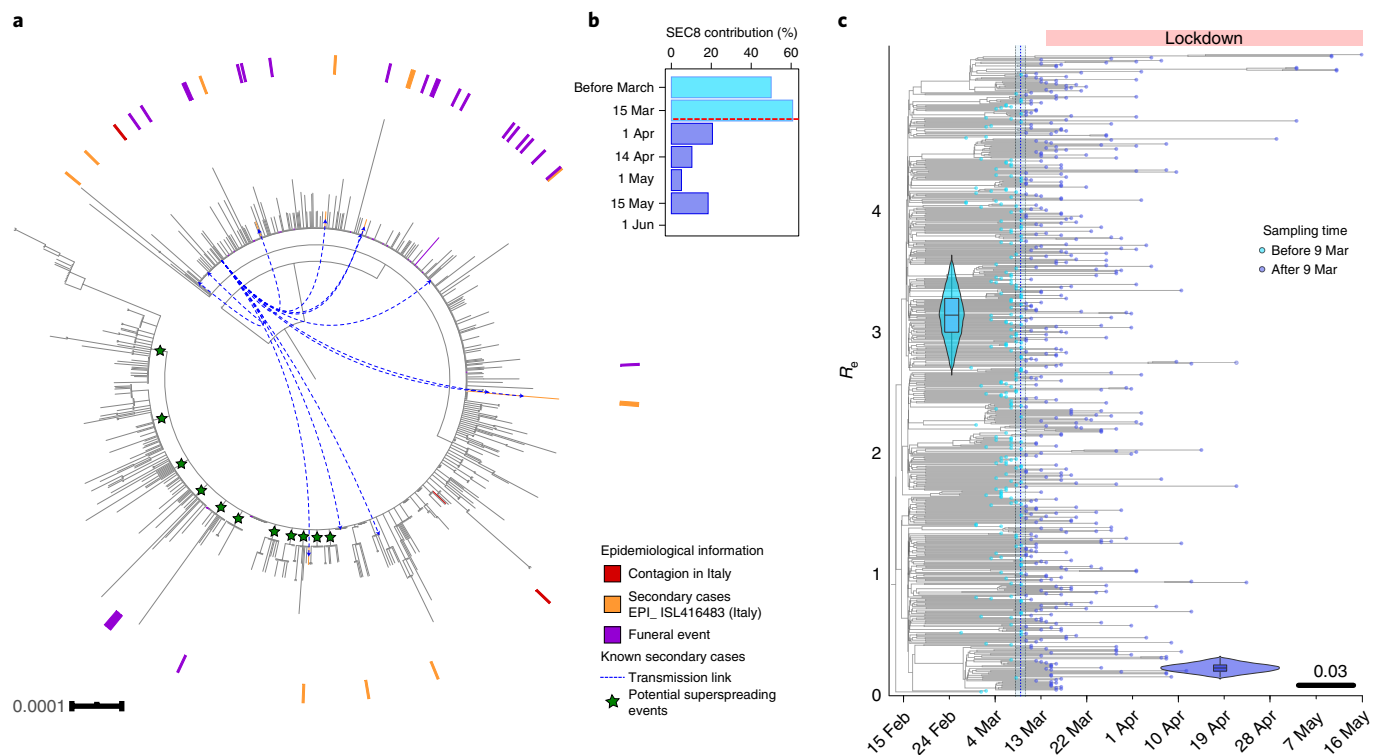 a
b
c
SEC8 contribution (%)
0 20 40 60
Before March
15 Mar
1 Apr
14 Apr
1 May
15 May
1 Jun
Lockdown
Re
4
3
2
1
0
Sampling time
Before 9 Mar
After 9 Mar
0.03
15 Feb
24 Feb
4 Mar
13 Mar
22 Mar
1 Apr
10 Apr
19 Apr
28 Apr
7 May
16 May
Epidemiological information
Contagion in Italy
Secondary cases
EPI_ ISL416483 (Italy)
Funeral event
Known secondary cases
Transmission link
Potential superspreading
events
0.0001